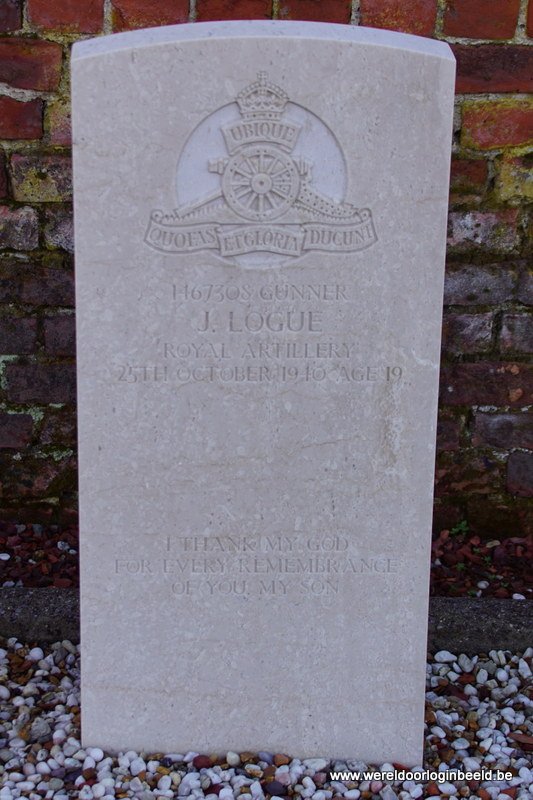 UBIQUE
QUO FAS ET GLORIA DUCUNT
1467308 GUNNER
J. LOGUE
ROYAL ARTILLERY
25TH OCTOBER 1940 AGE 19
I THANK MY GOD
FOR EVERY REMEMBRANCE
OF YOU, MY SON
www.wereldoorloginbeeld.be